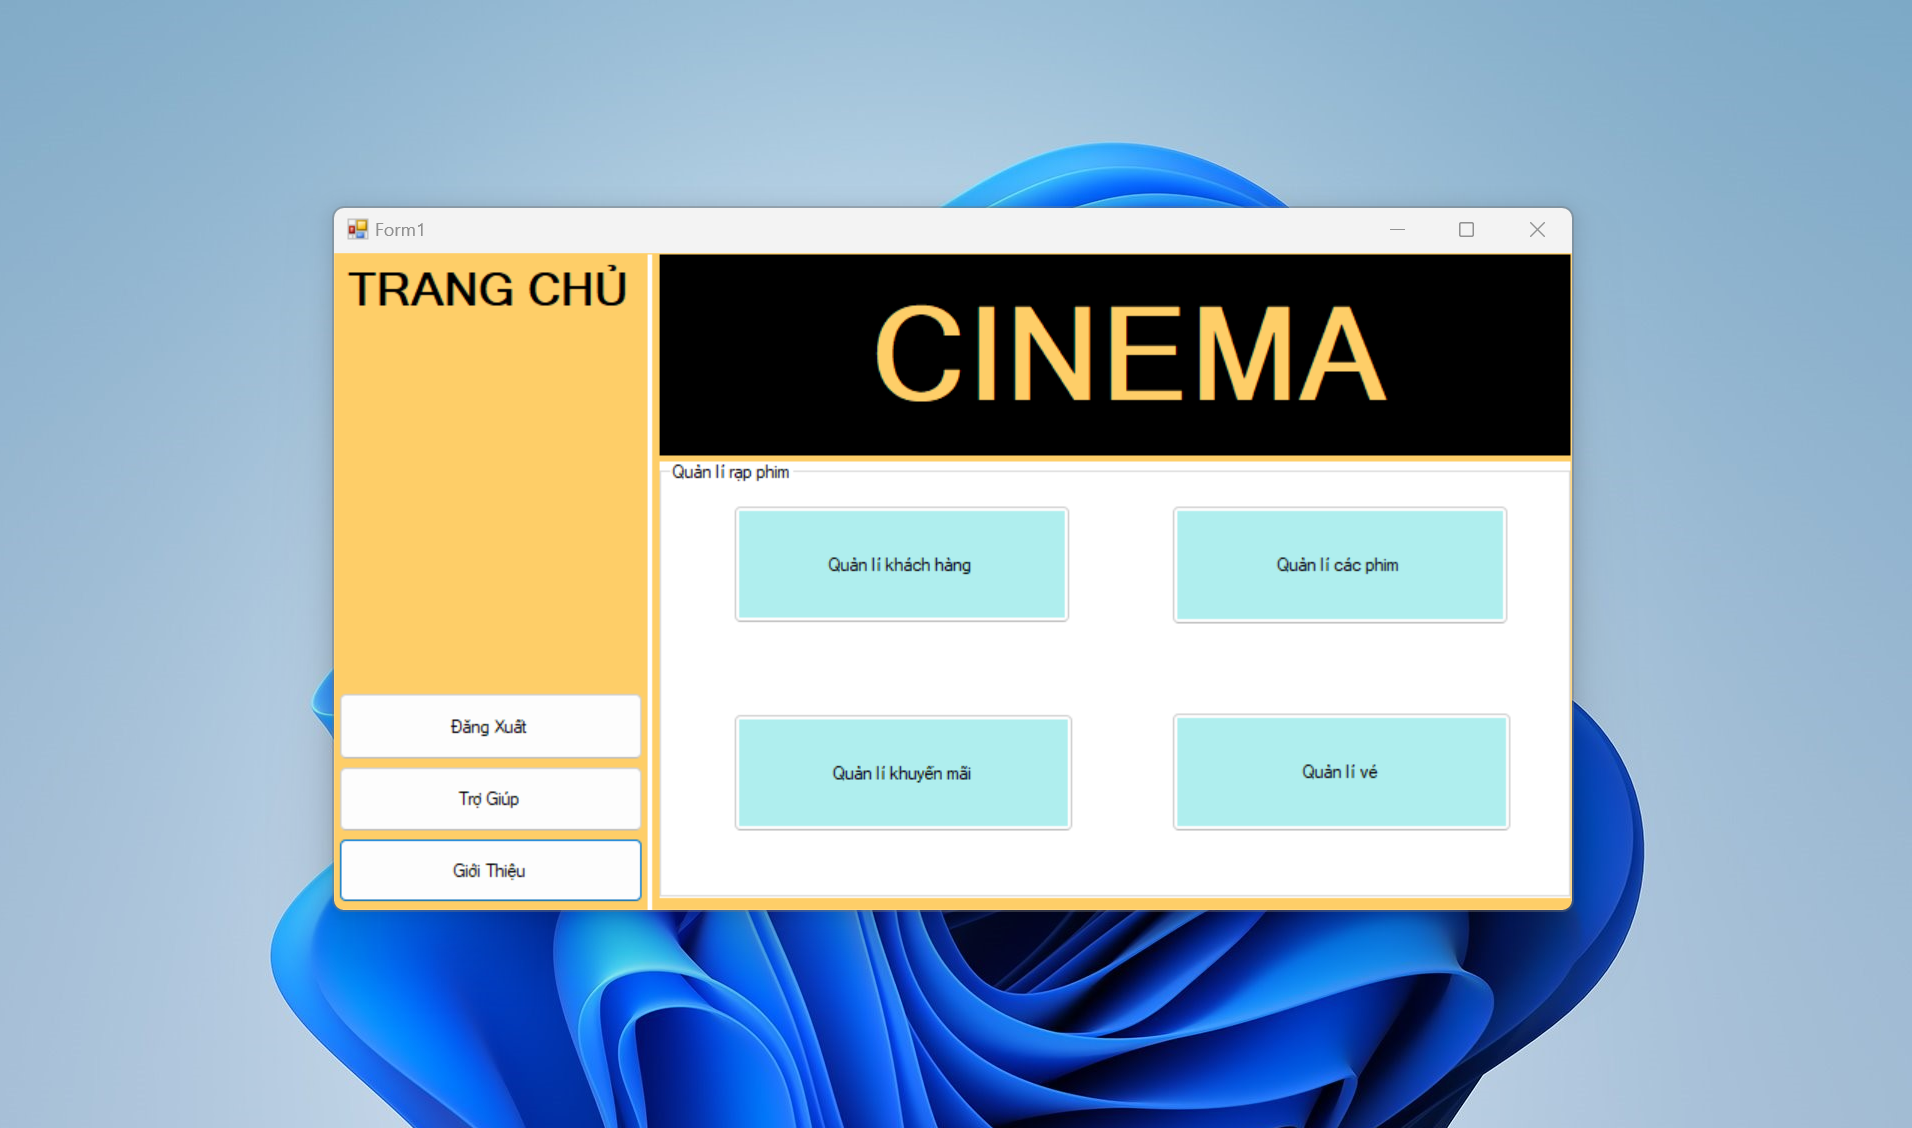 Form1
TRANG CHỦ
CINEMA
Quản lí rạp phim
Quản lí khách hàng
Quản lí các phim
Quản lí khuyến mãi
Quản lí vé
Đăng Xuất
Trợ Giúp
Giới Thiệu